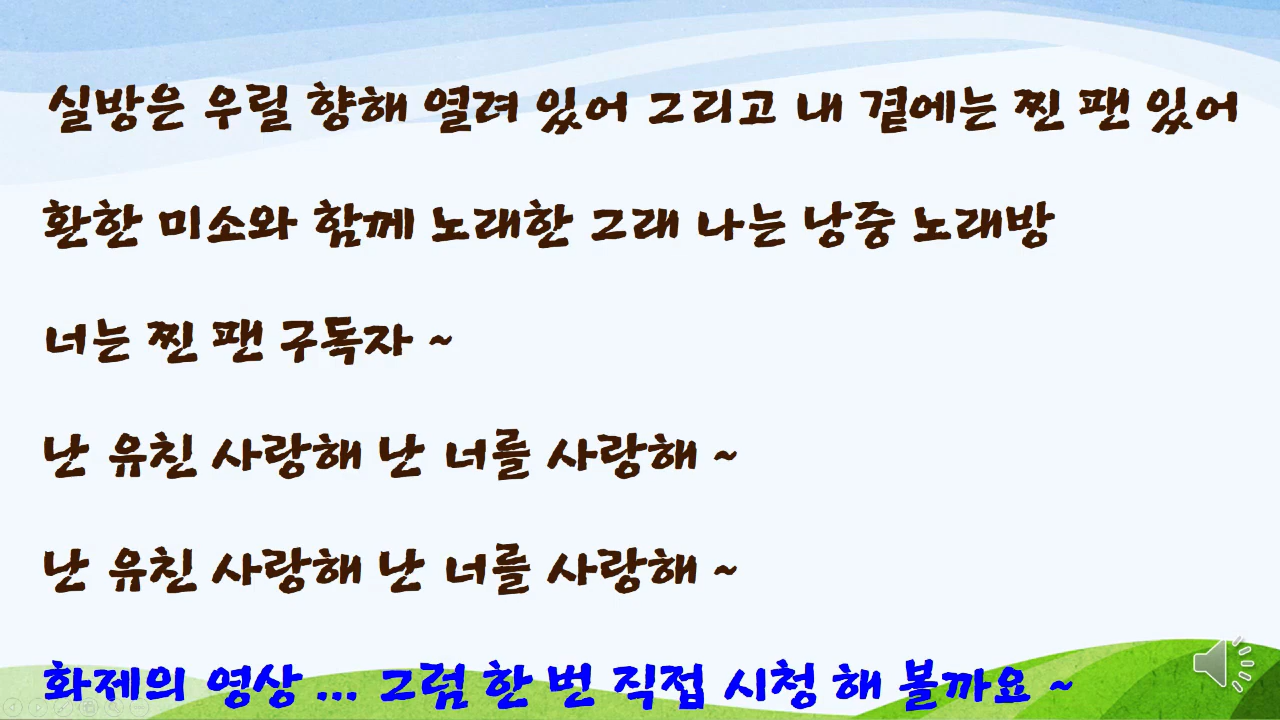 실방은 우릴 향해 열려 있어 그리고 내 곁에는 찐 팬 있어
환한 미소와 함께 노래한 그래 나는 낭중 노래방
너는 찐 팬 구독자 ~
난 유친 사랑해 난 너를 사랑해 ~
난 유친 사랑해 난 너를 사랑해 ~
화제의 영상 ... 그럼 한 번 직접 시청 해 볼까요 ~